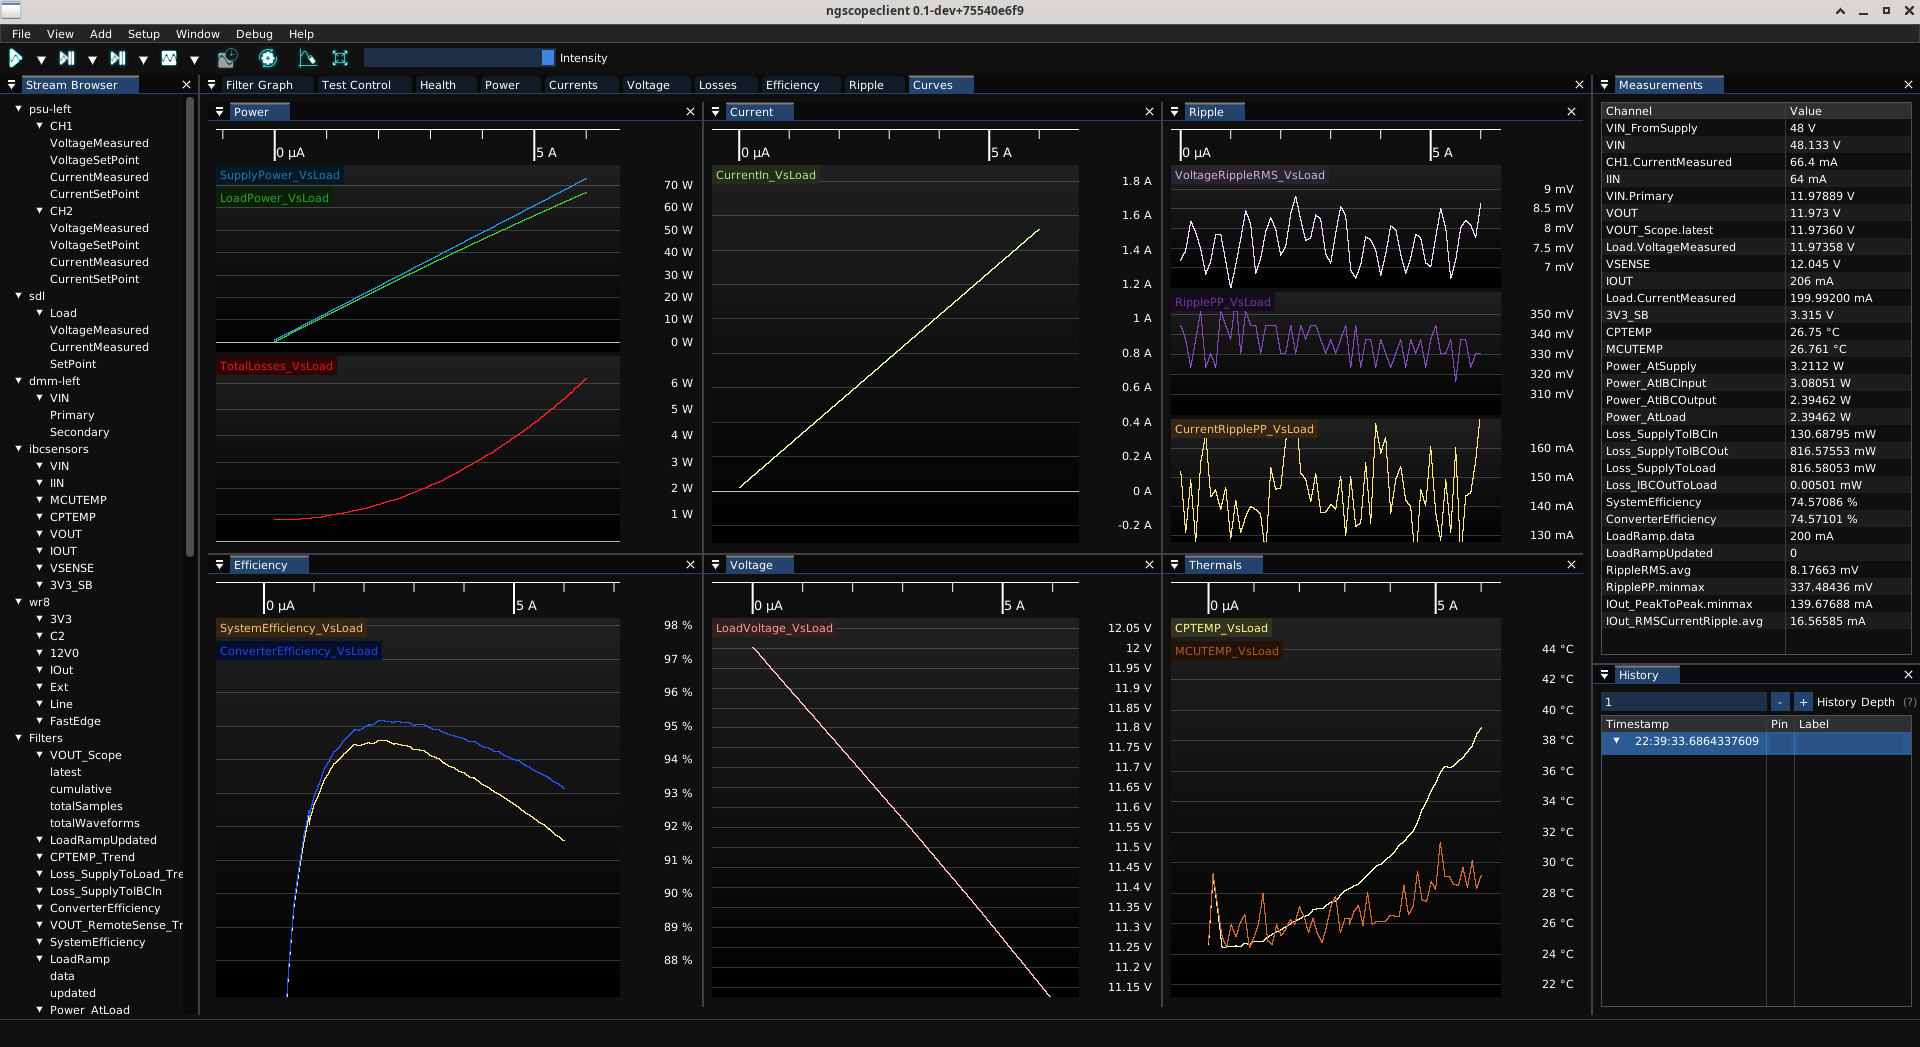 ngscopeclient 0.1-dev+75540e6f9
File View Add Setup Window Debug Help
Intensity
Stream Browser
psu-left
CH1
VoltageMeasured
VoltageSetPoint
CurrentMeasured
CurrentSetPoint
CH2
VoltageMeasured
VoltageSetPoint
CurrentMeasured
CurrentSetPoint
sdl
Load
VoltageMeasured
CurrentMeasured
SetPoint
dmm-left
VIN
Primary
Secondary
ibcsensors
VIN
IIN
MCUTEMP
CPTEMP
VOUT
IOUT
VSENSE
3V3_SB
wr8
3V3
C2
12V0
IOut
Ext
Line
FastEdge
Filters
VOUT_Scope
latest
cumulative
totalSamples
totalWaveforms
LoadRampUpdated
CPTEMP_Trend
Loss_SupplyToLoad_Tre
Loss_SupplyToIBCIn
ConverterEfficiency
VOUT_RemoteSense_Tr
SystemEfficiency
LoadRamp
data
updated
Power_AtLoad
Filter Graph Test Control Health Power Currents Voltage Losses Efficiency Ripple Curves
Power
0 µA 5 A
SupplyPower_VsLoad
LoadPower_VsLoad
70 W
60 W
50 W
40 W
30 W
20 W
10 W
0 W
TotalLosses_VsLoad
6 W
5 W
4 W
3 W
2 W
1 W
Current
0 µA 5 A
CurrentIn_VsLoad
1.8 A
1.6 A
1.4 A
1.2 A
1 A
0.8 A
0.6 A
0.4 A
0.2 A
0 A
-0.2 A
Ripple
0 µA 5 A
VoltageRippleRMS_VsLoad
9 mV
8.5 mV
8 mV
7.5 mV
7 mV
RipplePP_VsLoad
350 mV
340 mV
330 mV
320 mV
310 mV
CurrentRipplePP_VsLoad
160 mA
150 mA
140 mA
130 mA
Efficiency
0 µA 5 A
SystemEfficiency_VsLoad
ConverterEfficiency_VsLoad
98 %
97 %
96 %
95 %
94 %
93 %
92 %
91 %
90 %
89 %
88 %
Voltage
0 µA 5 A
LoadVoltage_VsLoad
12.05 V
12 V
11.95 V
11.9 V
11.85 V
11.8 V
11.75 V
11.7 V
11.65 V
11.6 V
11.55 V
11.5 V
11.45 V
11.4 V
11.35 V
11.3 V
11.25 V
11.2 V
11.15 V
Thermals
0 µA 5 A
CPTEMP_VsLoad
MCUTEMP_VsLoad
44 °C
42 °C
40 °C
38 °C
36 °C
34 °C
32 °C
30 °C
28 °C
26 °C
24 °C
22 °C
Measurements
Channel Value
VIN_FromSupply 48 V
VIN 48.133 V
CH1.CurrentMeasured 66.4 mA
IIN 64 mA
VIN.Primary 11.97889 V
VOUT 11.973 V
VOUT_Scope.latest 11.97360 V
Load.VoltageMeasured 11.97358 V
VSENSE 12.045 V
IOUT 206 mA
Load.CurrentMeasured 199.99200 mA
3V3_SB 3.315 V
CPTEMP 26.75 °C
MCUTEMP 26.761 °C
Power_AtSupply 3.2112 W
Power_AtIBCInput 3.08051 W
Power_AtIBCOutput 2.39462 W
Power_AtLoad 2.39462 W
Loss_SupplyToIBCIn 130.68795 mW
Loss_SupplyToIBCOut 816.57553 mW
Loss_SupplyToLoad 816.58053 mW
Loss_IBCOutToLoad 0.00501 mW
SystemEfficiency 74.57086 %
ConverterEfficiency 74.57101 %
LoadRamp.data 200 mA
LoadRampUpdated 0
RippleRMS.avg 8.17663 mV
RipplePP.minmax 337.48436 mV
IOut_PeakToPeak.minmax 139.67688 mA
IOut_RMSCurrentRipple.avg 16.56585 mA
History
1 - + History Depth (?)
Timestamp Pin Label
22:39:33.6864337609